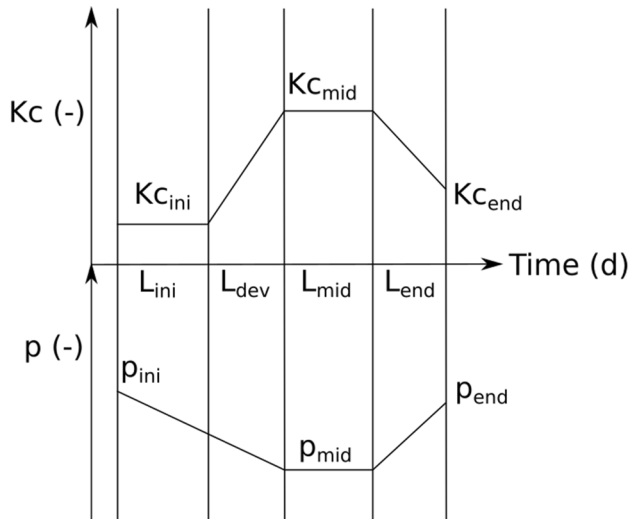 Kc_mid
Kc (-)
Kc_ini
Kc_end
Time (d)
L_ini L_dev L_mid L_end
p (-)
p_ini
p_end
p_mid